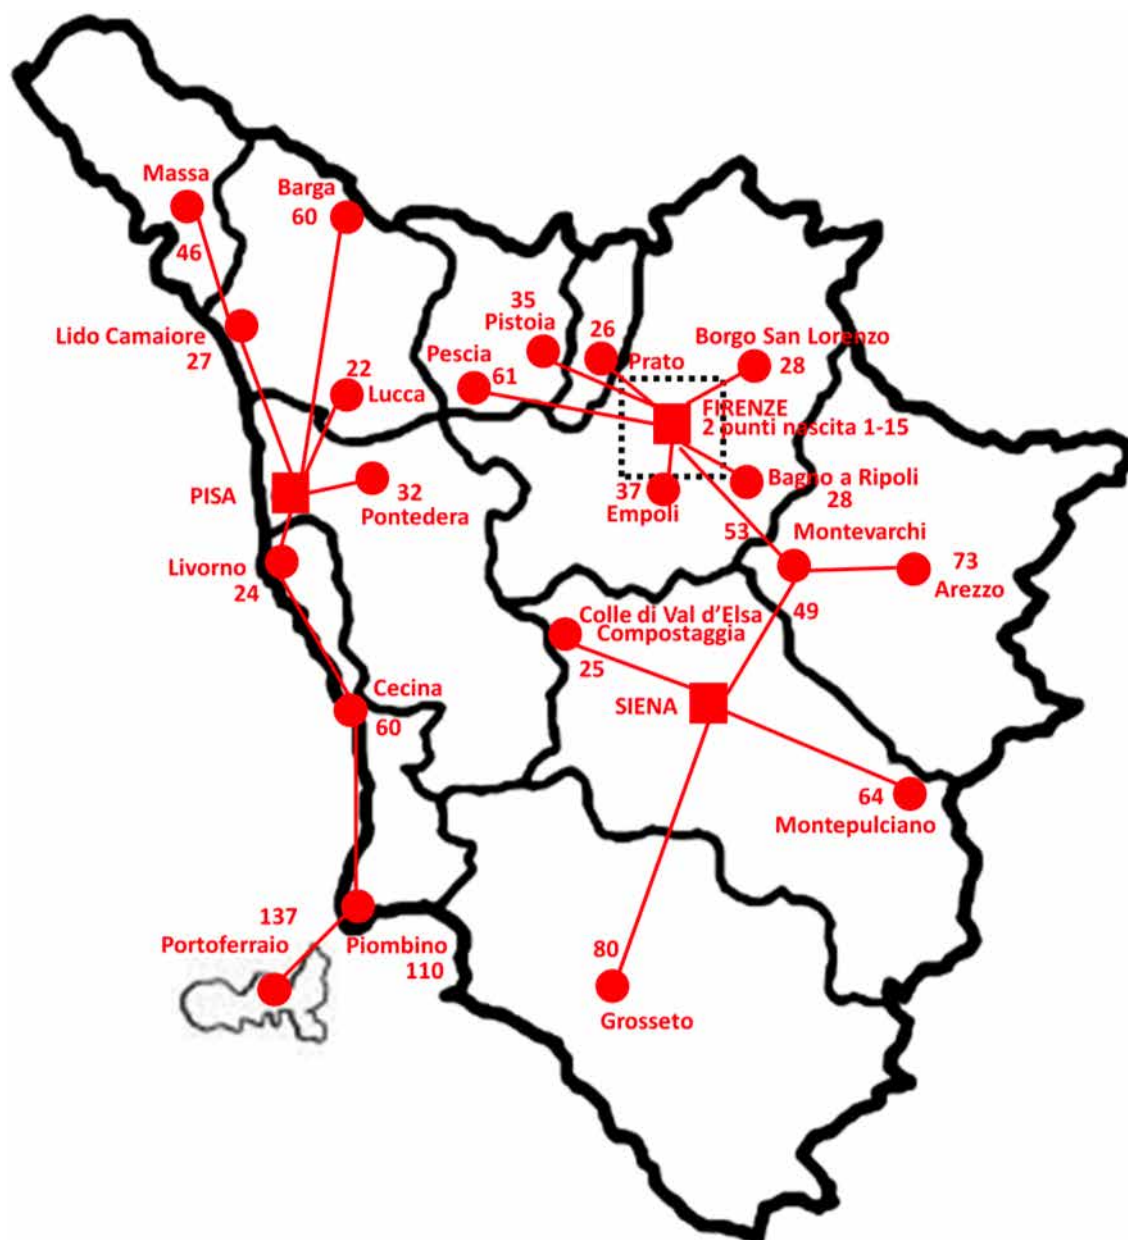 Massa
46
Barga
60
Lido Camaiore
27
22
Lucca
35
Pistoia
26
Prato
Pescia
61
Borgo San Lorenzo
28
FIRENZE
2 punti nascita 1-15
PISA
32
Pontedera
37
Empoli
Bagno a Ripoli
28
53
Montevarchi
73
Arezzo
49
Livorno
24
Colle di Val d'Elsa
Compostaggia
25
SIENA
Cecina
60
64
Montepulciano
137
Portoferraio
Piombino
110
80
Grosseto